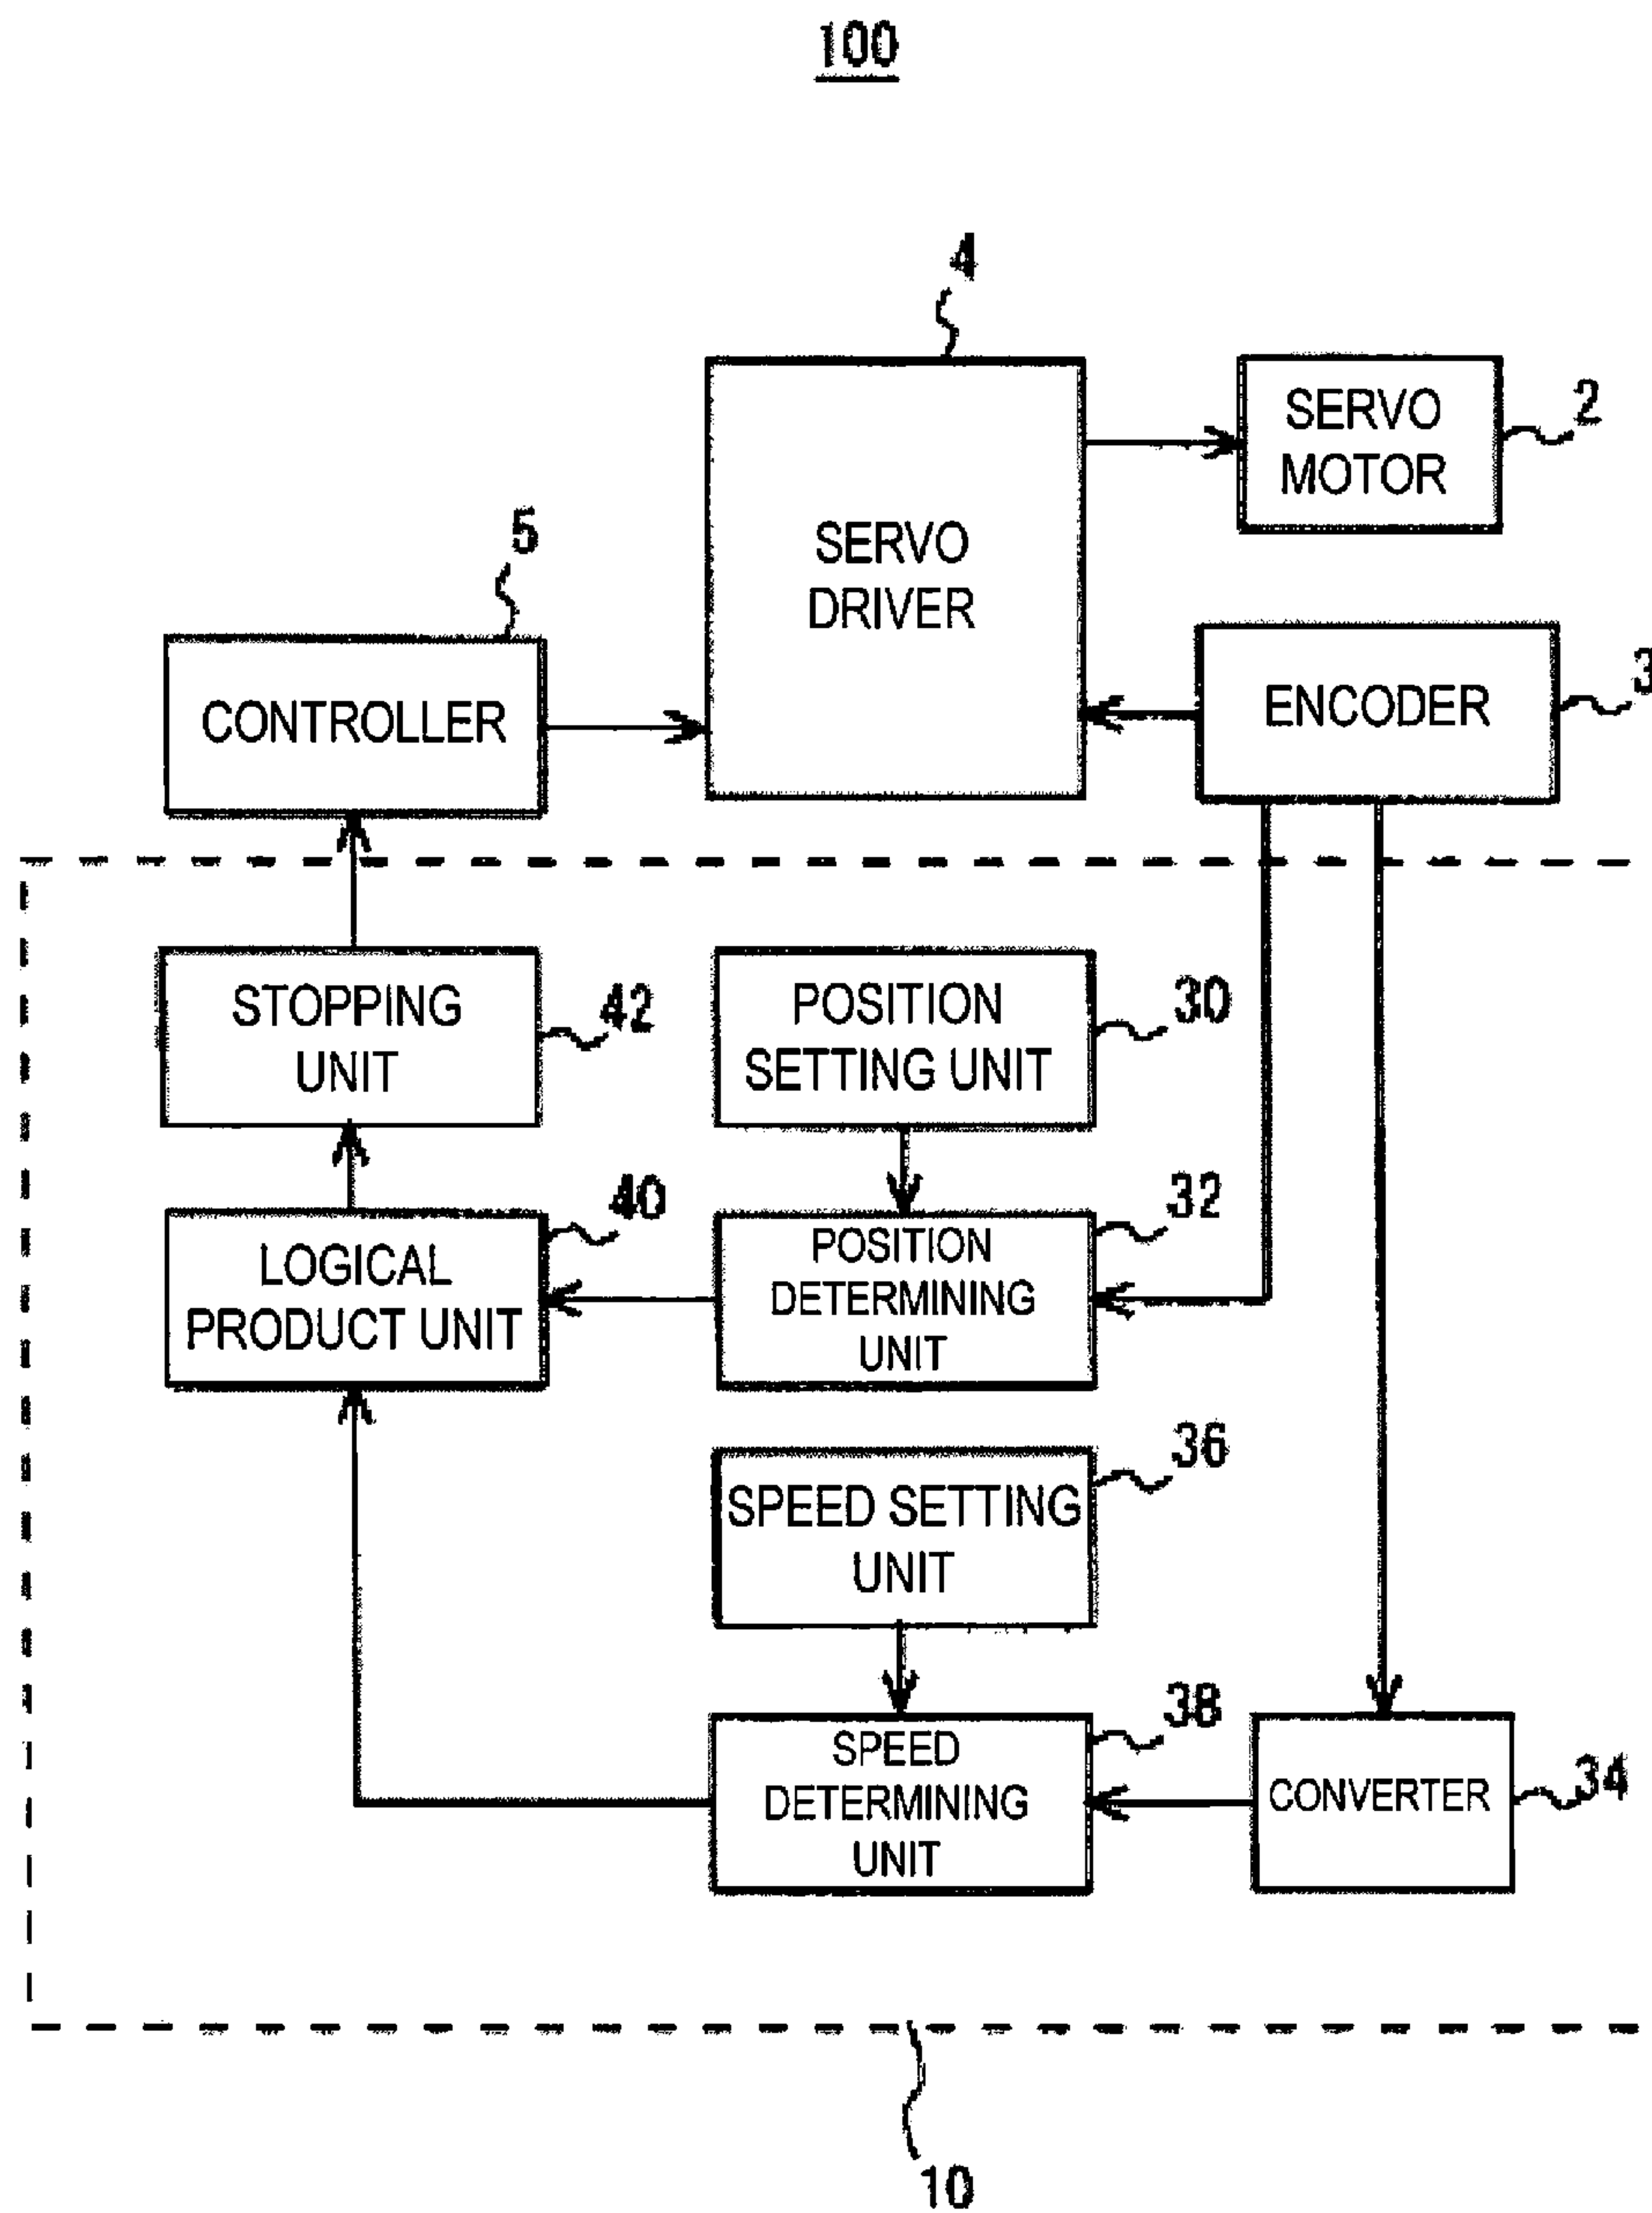 100
4
SERVO
MOTOR
2
5
SERVO
DRIVER
CONTROLLER
ENCODER
3
STOPPING
UNIT
42
POSITION
SETTING UNIT
30
40
32
LOGICAL
PRODUCT UNIT
POSITION
DETERMINING
UNIT
36
SPEED SETTING
UNIT
38
SPEED
DETERMINING
UNIT
CONVERTER
34
10